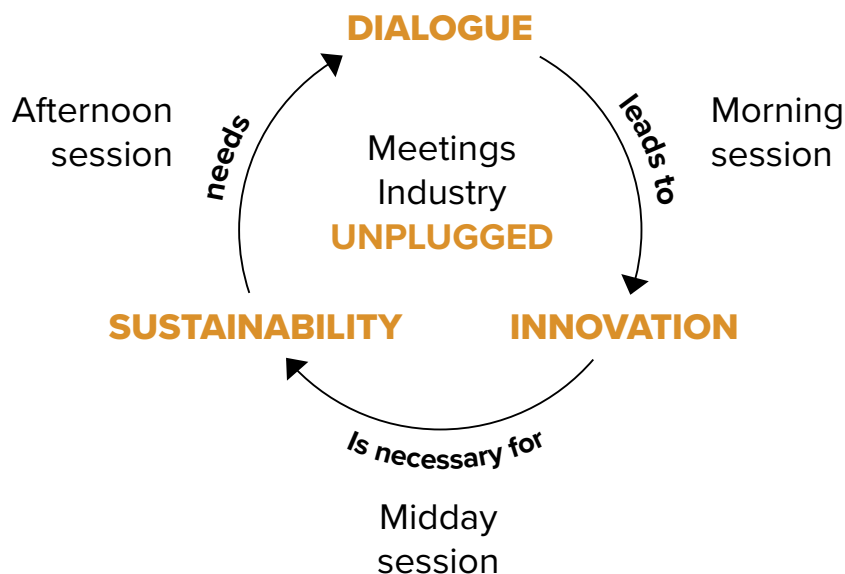 DIALOGUE
Afternoon
session
needs
Meetings
Industry
UNPLUGGED
leads to
Morning
session
SUSTAINABILITY
INNOVATION
Is necessary for
Midday
session